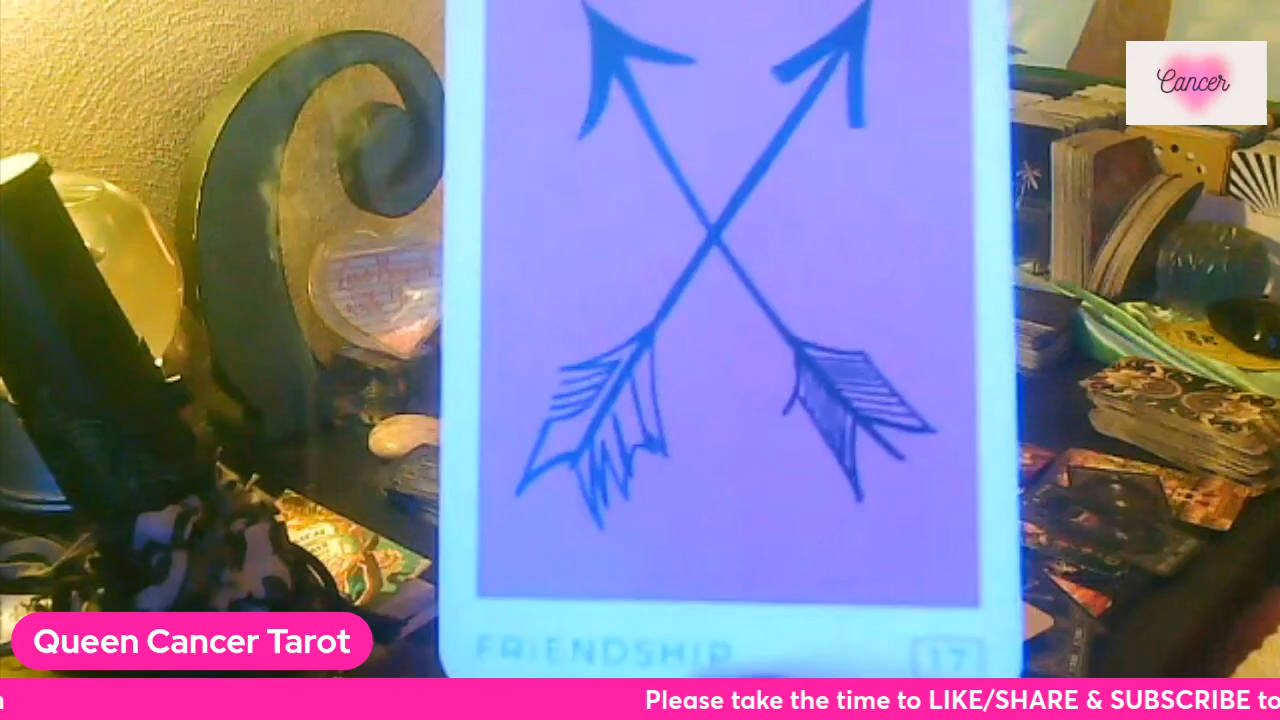 Cancer
FRIENDSHIP
17
Queen Cancer Tarot
Please take the time to LIKE/SHARE & SUBSCRIBE to